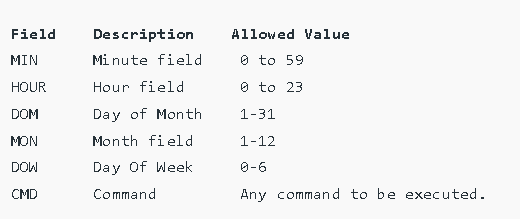 Field    Description    Allowed Value
MIN      Minute field    0 to 59
HOUR     Hour field      0 to 23
DOM      Day of Month    1-31
MON      Month field     1-12
DOW      Day Of Week     0-6
CMD      Command         Any command to be executed.